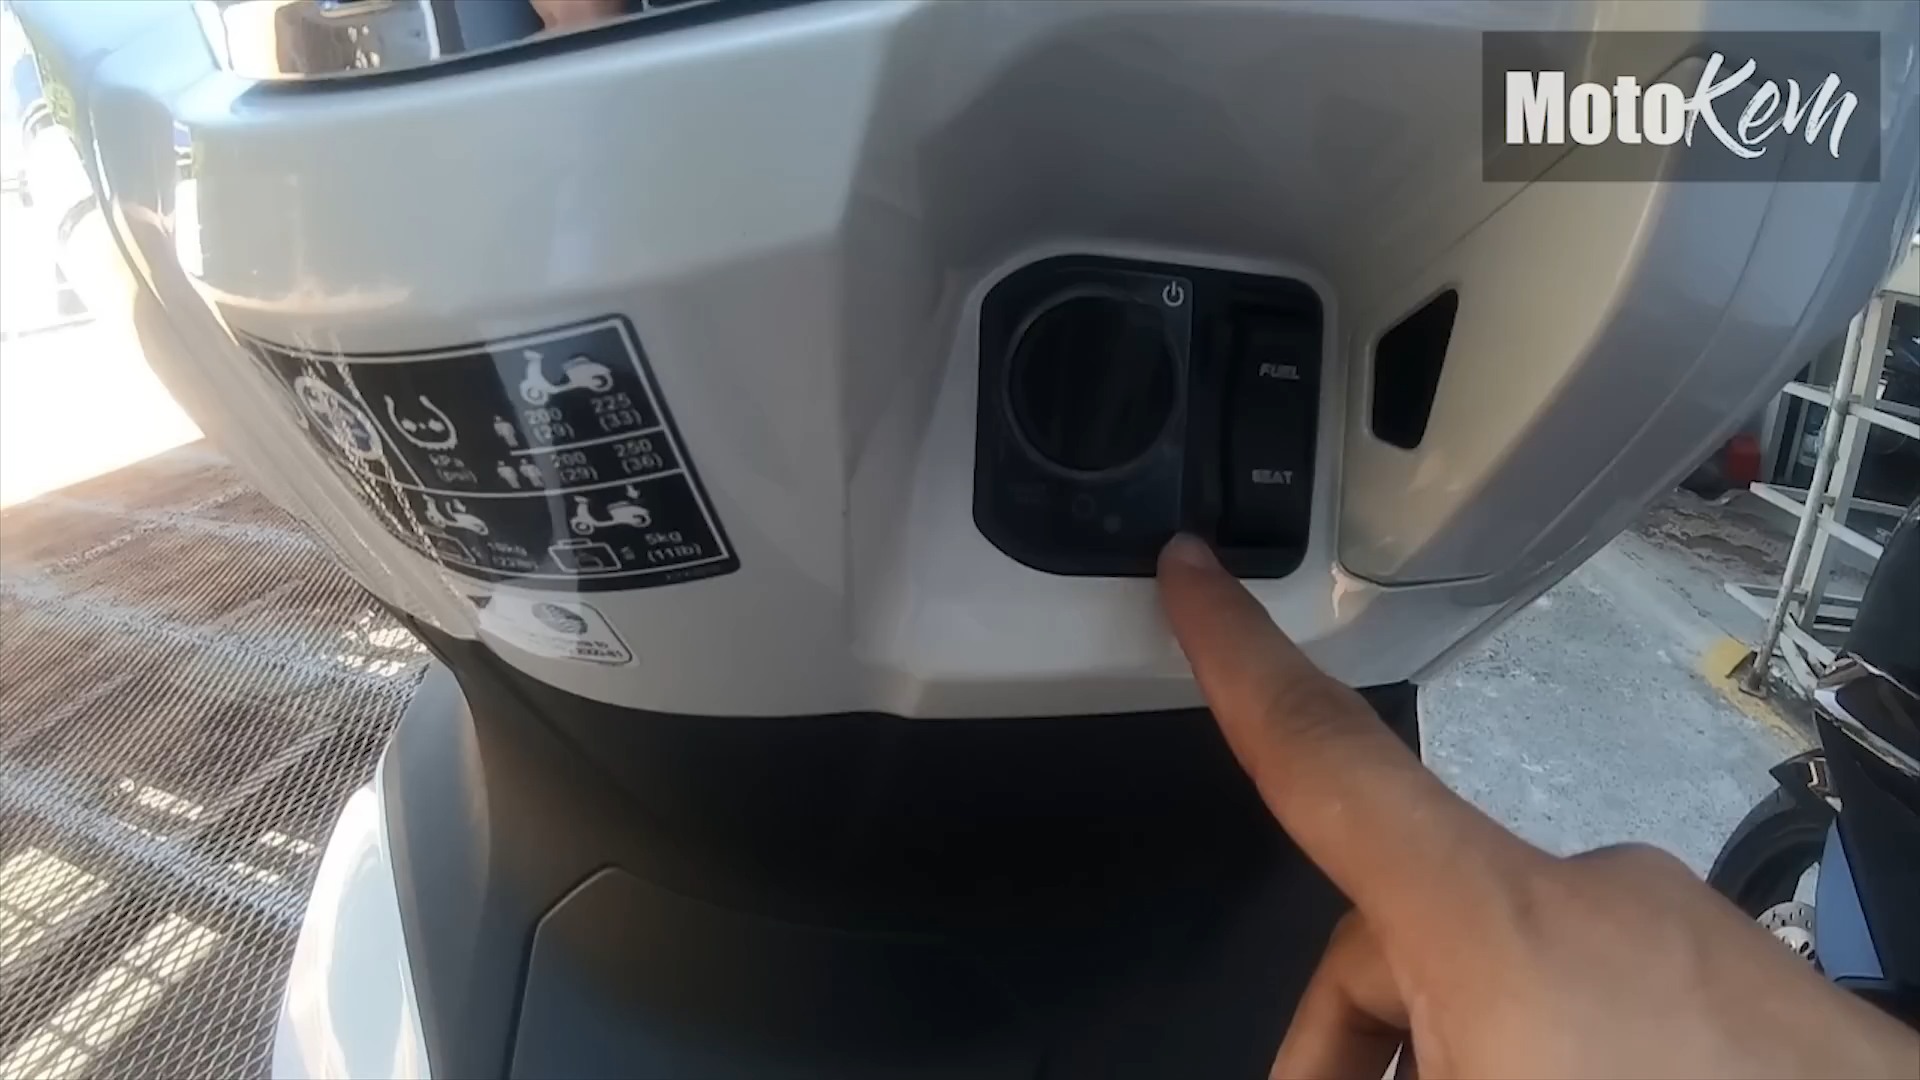 MotoKem
FUEL
SEAT
200 225
(29) (33)
kPa 200 250
(psi) (29) (36)
5kg
(11lb)